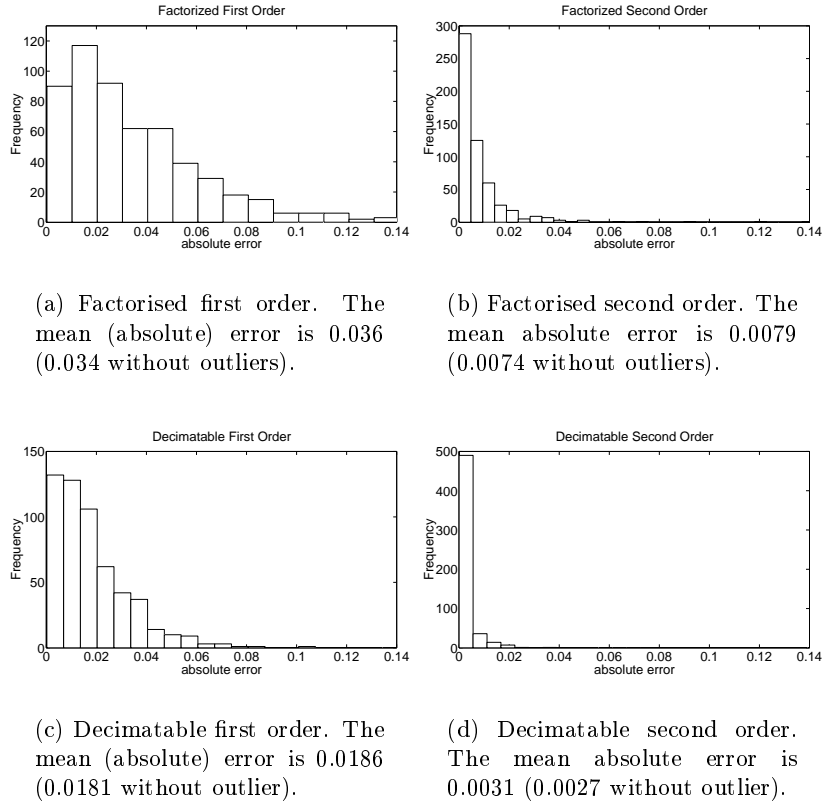 Factorized First Order
Frequency
120
100
80
60
40
20
0
0 0.02 0.04 0.06 0.08 0.1 0.12 0.14
absolute error
(a) Factorised first order. The
mean (absolute) error is 0.036
(0.034 without outliers).
Factorized Second Order
Frequency
300
250
200
150
100
50
0
0 0.02 0.04 0.06 0.08 0.1 0.12 0.14
absolute error
(b) Factorised second order. The
mean absolute error is 0.0079
(0.0074 without outliers).
Decimatable First Order
Frequency
150
100
50
0
0 0.02 0.04 0.06 0.08 0.1 0.12 0.14
absolute error
(c) Decimatable first order. The
mean (absolute) error is 0.0186
(0.0181 without outlier).
Decimatable Second Order
Frequency
500
400
300
200
100
0
0 0.02 0.04 0.06 0.08 0.1 0.12 0.14
absolute error
(d) Decimatable second order.
The mean absolute error is
0.0031 (0.0027 without outlier).